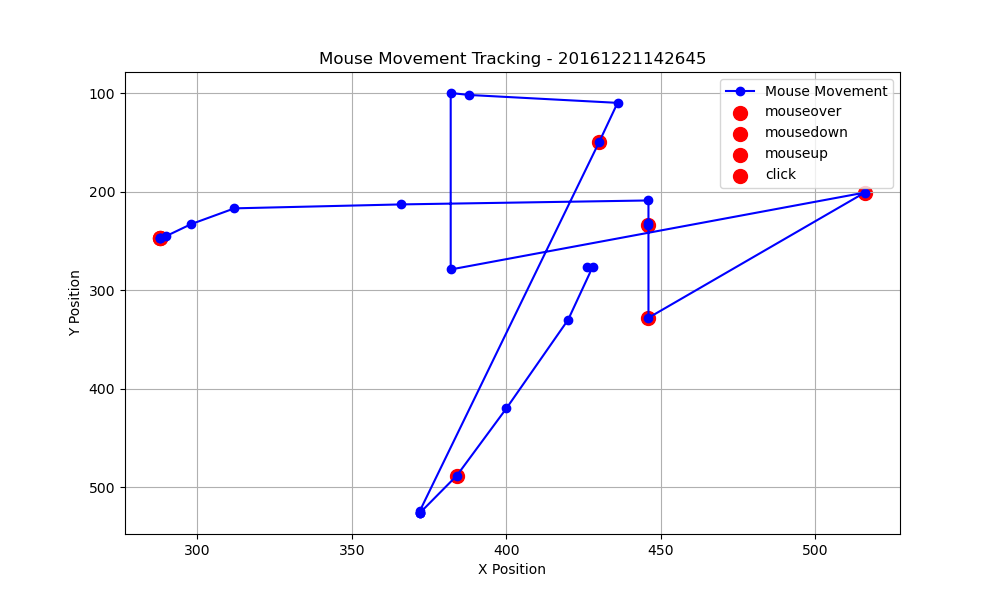 Mouse Movement Tracking - 20161221142645
Mouse Movement
mouseover
mousedown
mouseup
click
100
200
300
400
500
Y Position
300
350
400
450
500
X Position